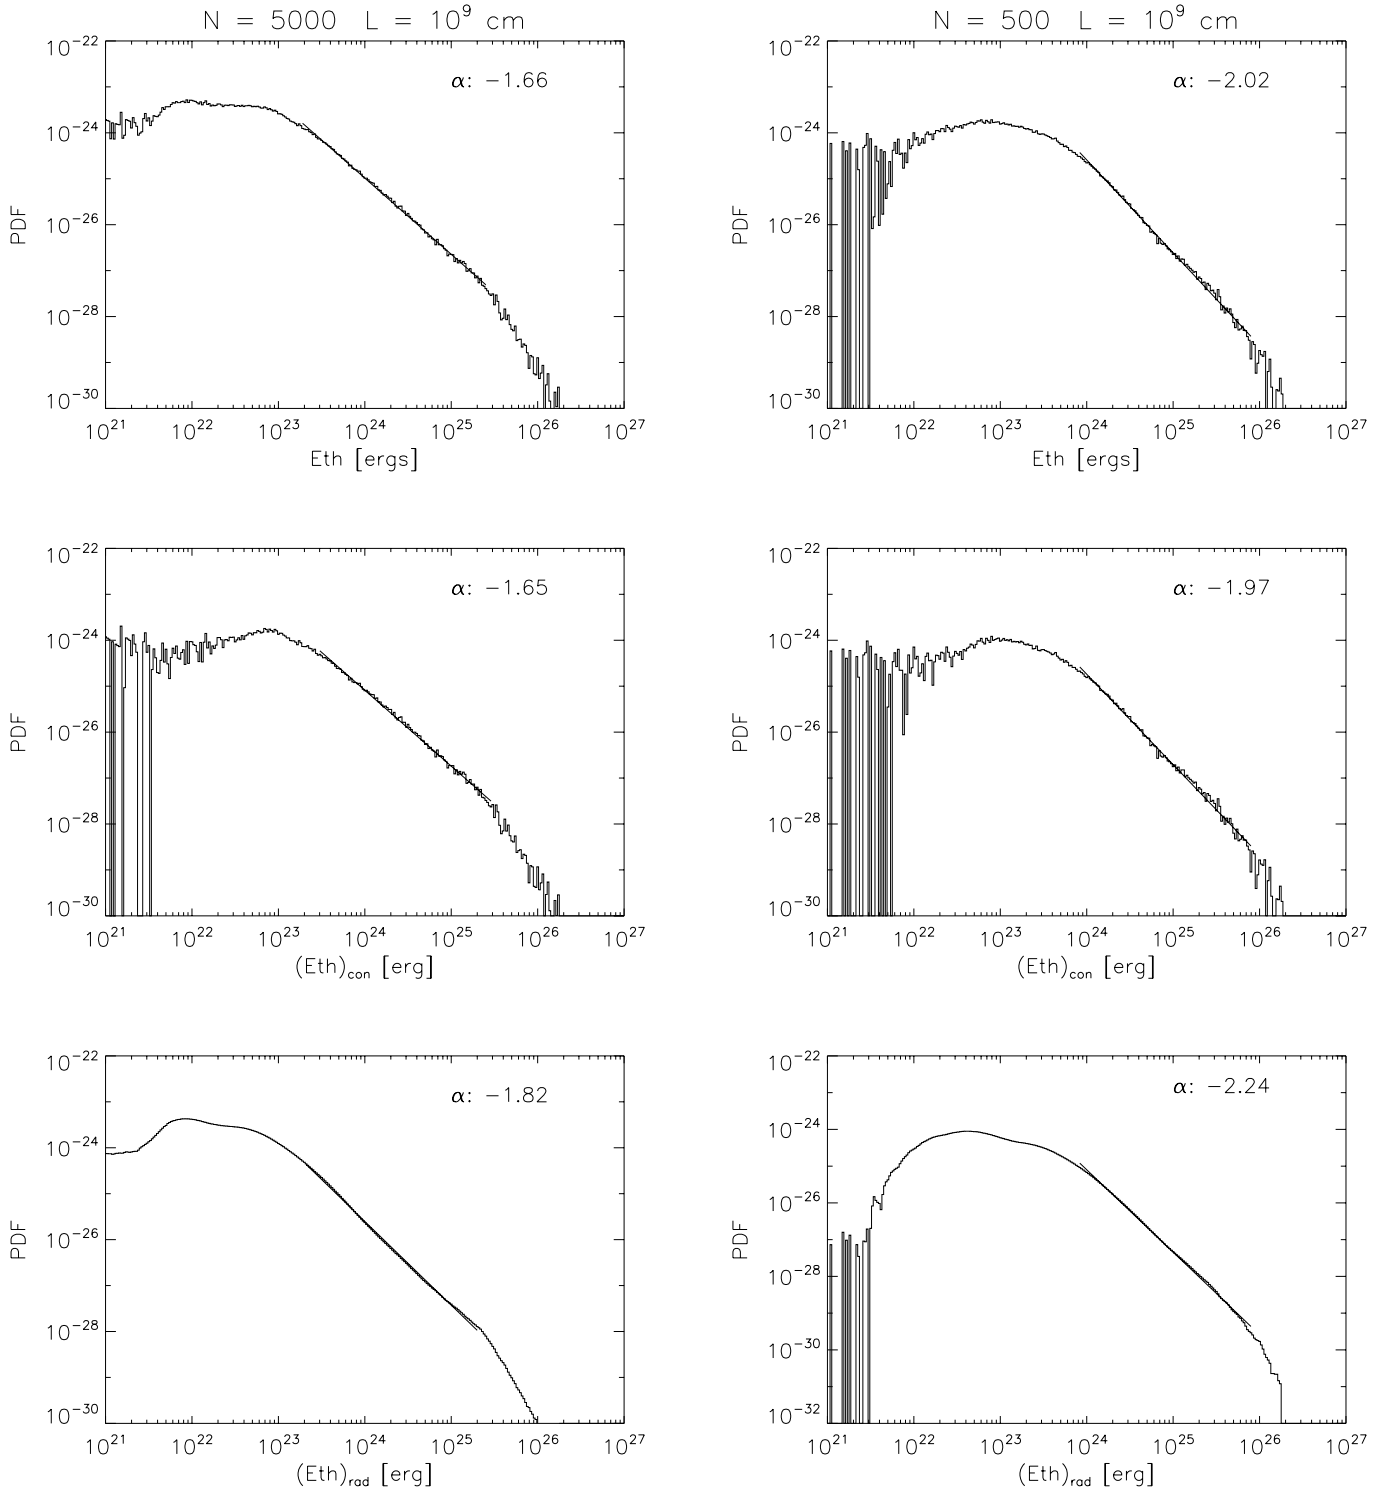 N = 5000 L = 10^9 cm
10^-22
α: −1.66
10^-24
PDF
10^-26
10^-28
10^-30
10^21 10^22 10^23 10^24 10^25 10^26 10^27
Eth [ergs]
N = 500 L = 10^9 cm
10^-22
α: −2.02
10^-24
PDF
10^-26
10^-28
10^-30
10^21 10^22 10^23 10^24 10^25 10^26 10^27
Eth [ergs]
10^-22
α: −1.65
10^-24
PDF
10^-26
10^-28
10^-30
10^21 10^22 10^23 10^24 10^25 10^26 10^27
(Eth)con [erg]
10^-22
α: −1.97
10^-24
PDF
10^-26
10^-28
10^-30
10^21 10^22 10^23 10^24 10^25 10^26 10^27
(Eth)con [erg]
10^-22
α: −1.82
10^-24
PDF
10^-26
10^-28
10^-30
10^21 10^22 10^23 10^24 10^25 10^26 10^27
(Eth)rad [erg]
10^-22
α: −2.24
10^-24
10^-26
PDF
10^-28
10^-30
10^-32
10^21 10^22 10^23 10^24 10^25 10^26 10^27
(Eth)rad [erg]